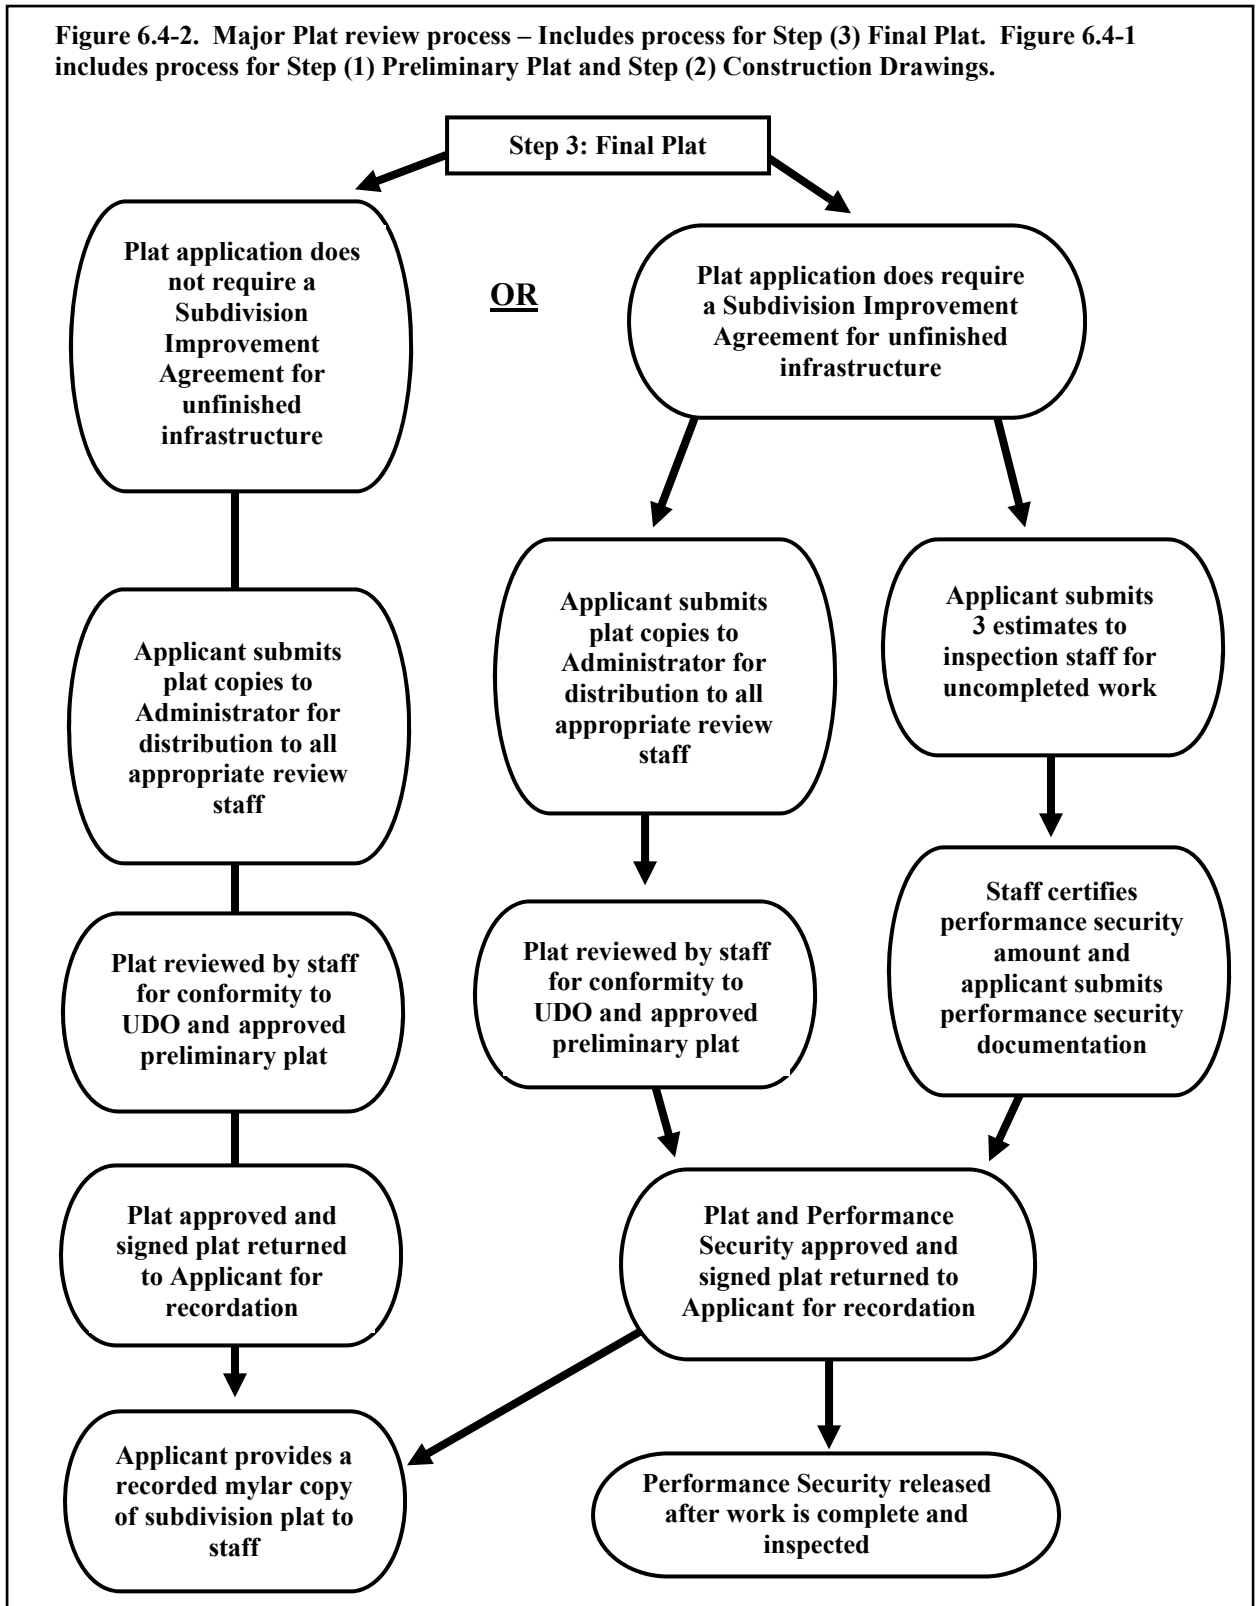 Figure 6.4-2. Major Plat review process – Includes process for Step (3) Final Plat. Figure 6.4-1
includes process for Step (1) Preliminary Plat and Step (2) Construction Drawings.
Step 3: Final Plat
Plat application does
not require a
Subdivision
Improvement
Agreement for
unfinished
infrastructure
OR
Plat application does require
a Subdivision Improvement
Agreement for unfinished
infrastructure
Applicant submits
plat copies to
Administrator for
distribution to all
appropriate review
staff
Applicant submits
plat copies to
Administrator for
distribution to all
appropriate review
staff
Applicant submits
3 estimates to
inspection staff for
uncompleted work
Plat reviewed by staff
for conformity to
UDO and approved
preliminary plat
Plat reviewed by staff
for conformity to
UDO and approved
preliminary plat
Staff certifies
performance security
amount and
applicant submits
performance security
documentation
Plat approved and
signed plat returned
to Applicant for
recordation
Plat and Performance
Security approved and
signed plat returned to
Applicant for recordation
Applicant provides a
recorded mylar copy
of subdivision plat to
staff
Performance Security released
after work is complete and
inspected